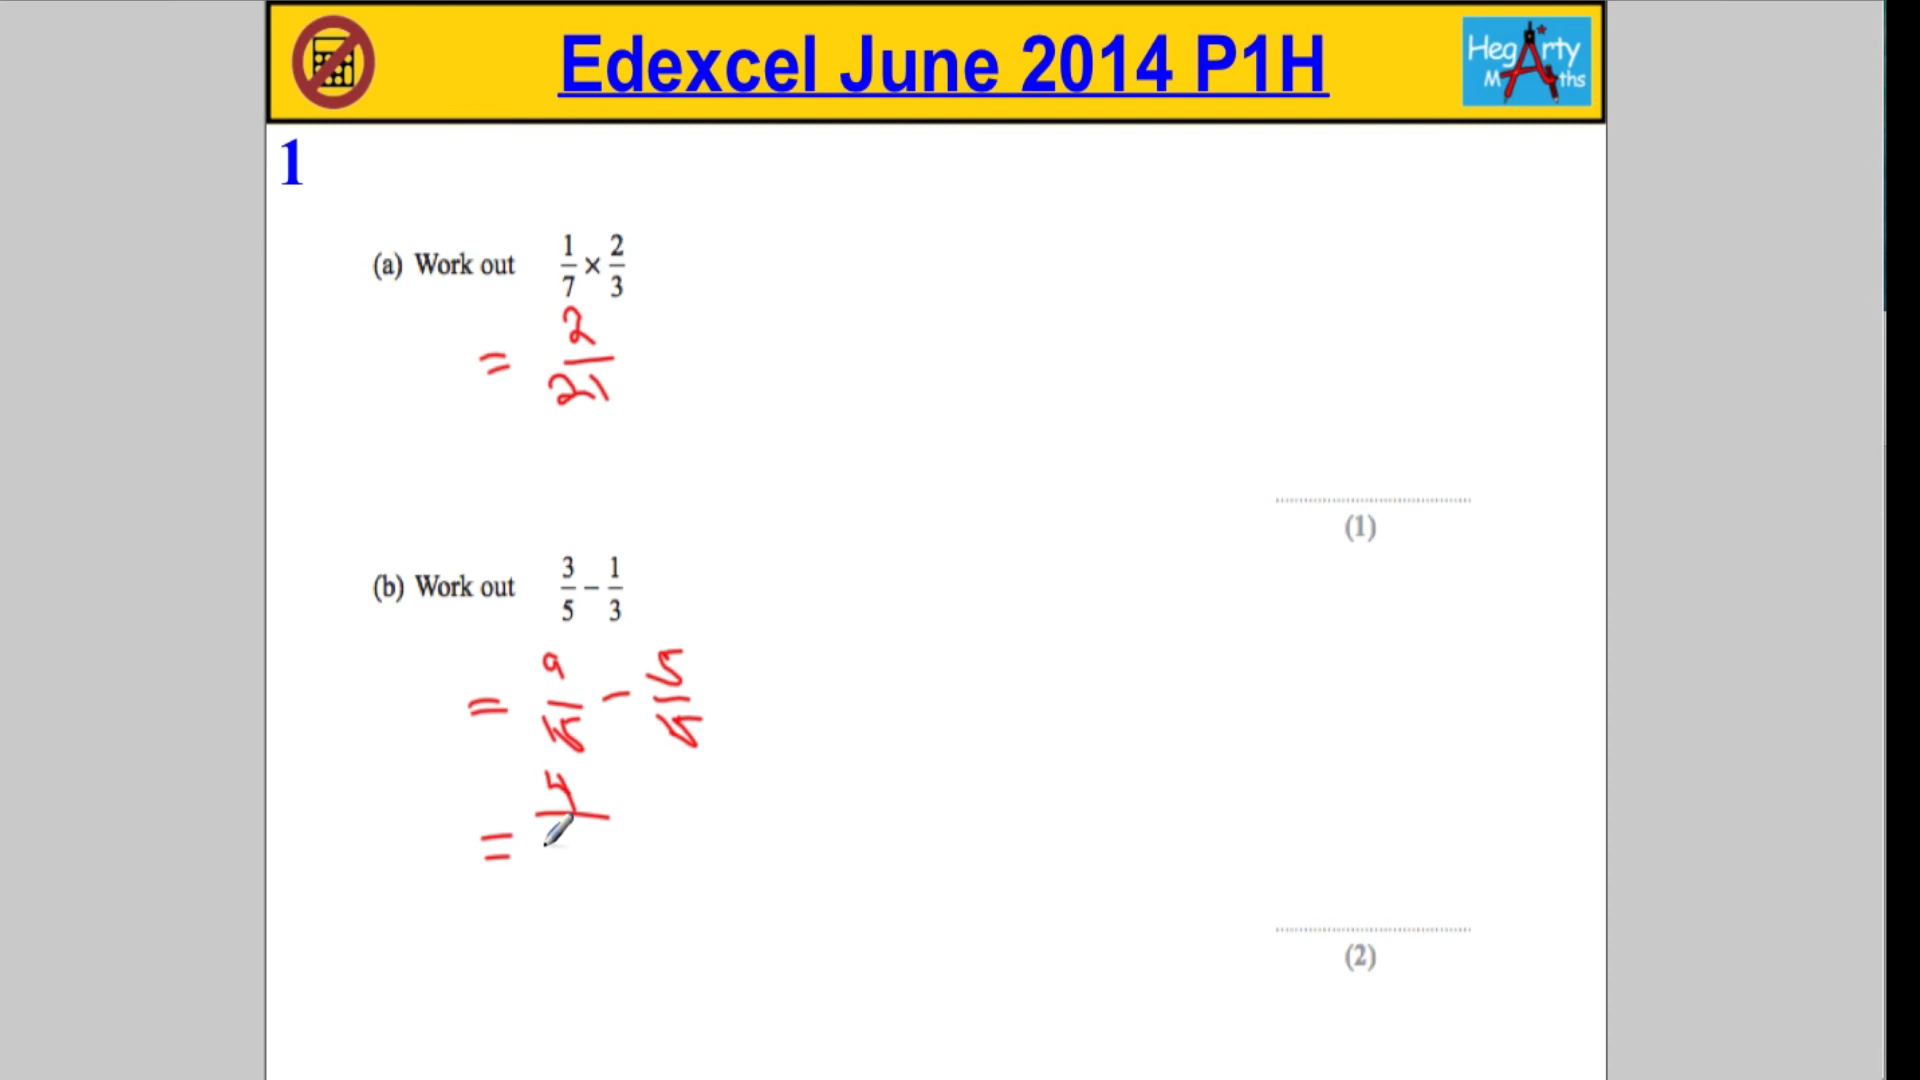 Edexcel June 2014 P1H
Hegarty
Maths
1
(a) Work out 1/7 × 2/3
= 2/21
(1)
(b) Work out 3/5 − 1/3
= 9/15 − 5/15
= 4
(2)